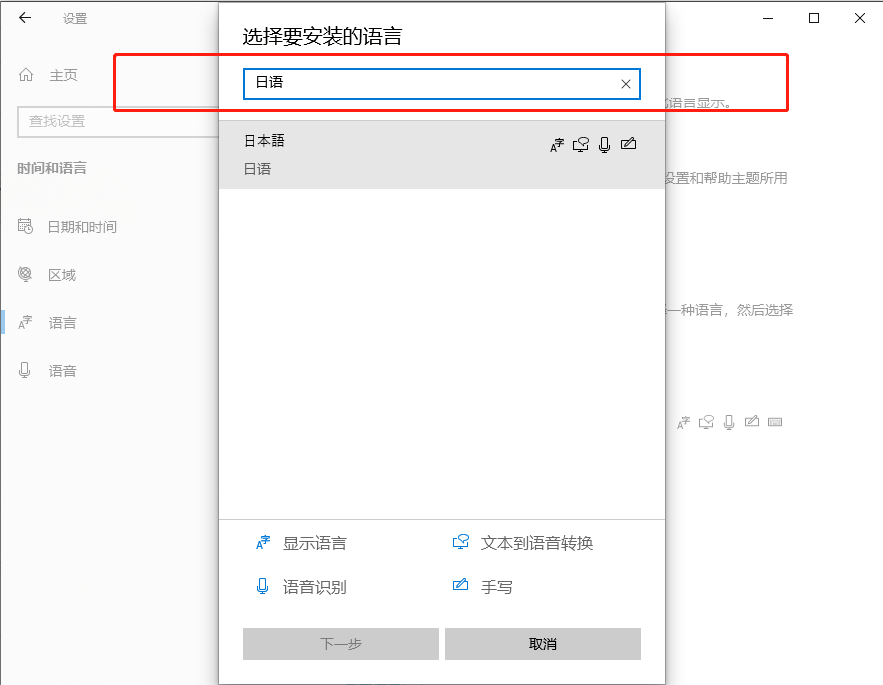 设置
主页
查找设置
时间和语言
日期和时间
区域
语言
语音
选择要安装的语言
日语
日本語
日语
显示语言
文本到语音转换
语音识别
手写
下一步
取消
语言显示。
设置和帮助主题所用
一种语言，然后选择